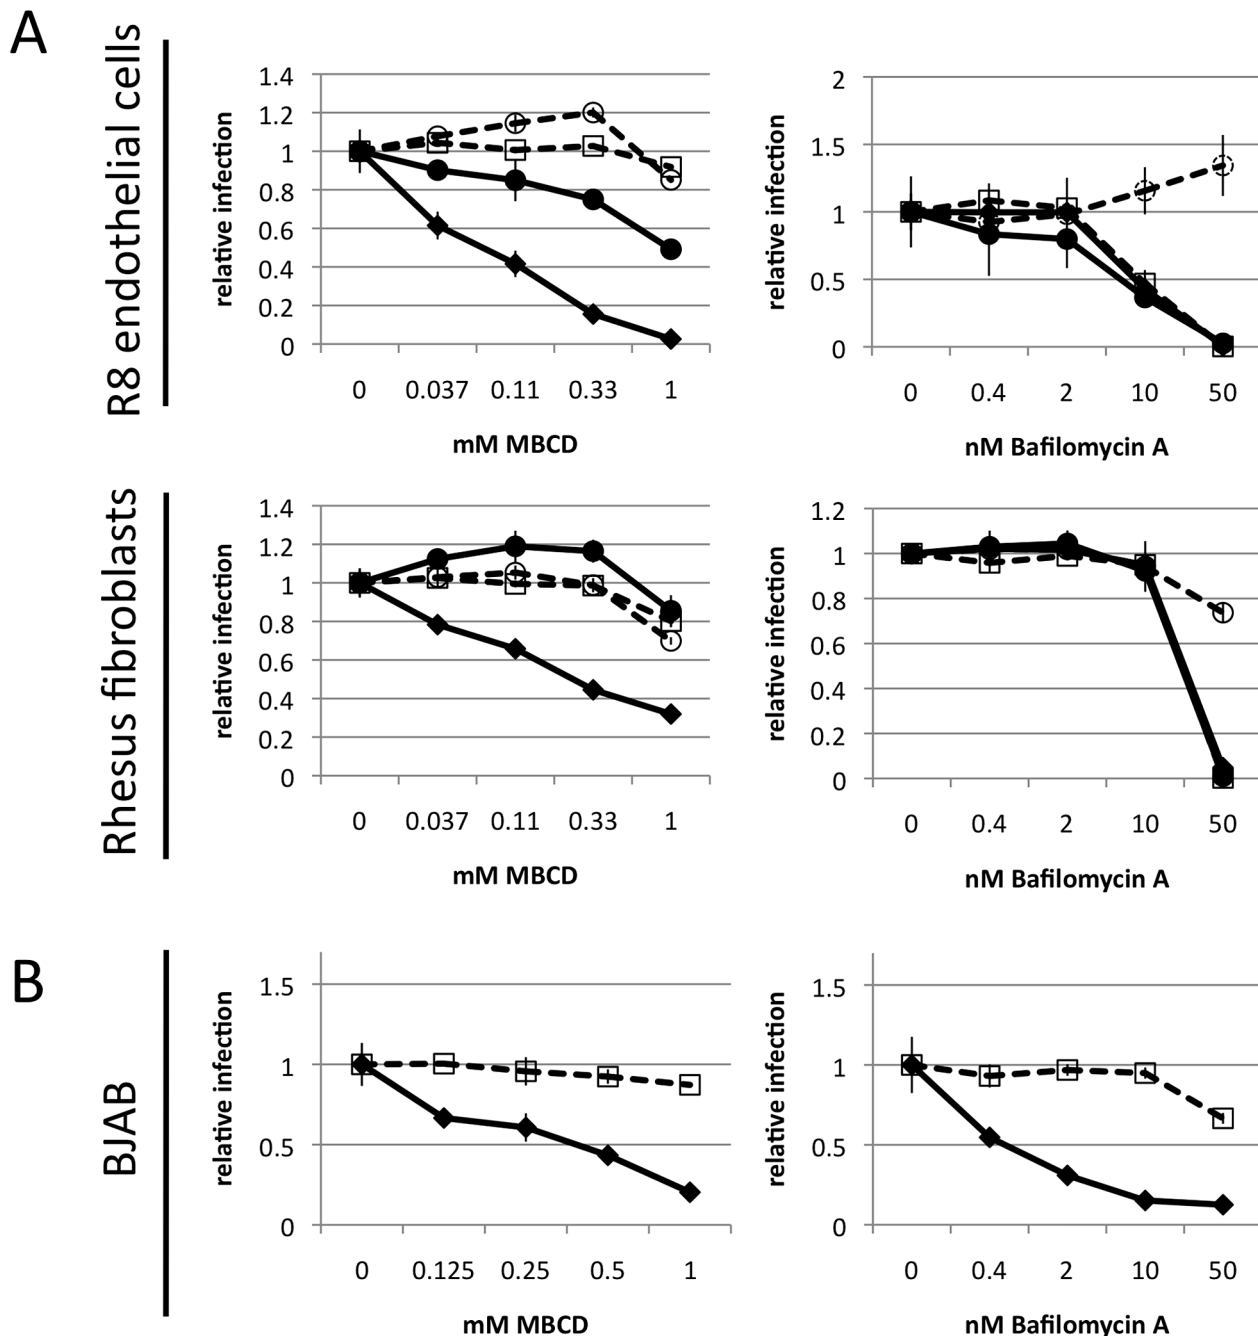 A
R8 endothelial cells
relative infection
1.4
1.2
1
0.8
0.6
0.4
0.2
0
0 0.037 0.11 0.33 1
mM MBCD
relative infection
2
1.5
1
0.5
0
0 0.4 2 10 50
nM Bafilomycin A
Rhesus fibroblasts
relative infection
1.4
1.2
1
0.8
0.6
0.4
0.2
0
0 0.037 0.11 0.33 1
mM MBCD
relative infection
1.2
1
0.8
0.6
0.4
0.2
0
0 0.4 2 10 50
nM Bafilomycin A
B
BJAB
relative infection
1.5
1
0.5
0
0 0.125 0.25 0.5 1
mM MBCD
relative infection
1.5
1
0.5
0
0 0.4 2 10 50
nM Bafilomycin A